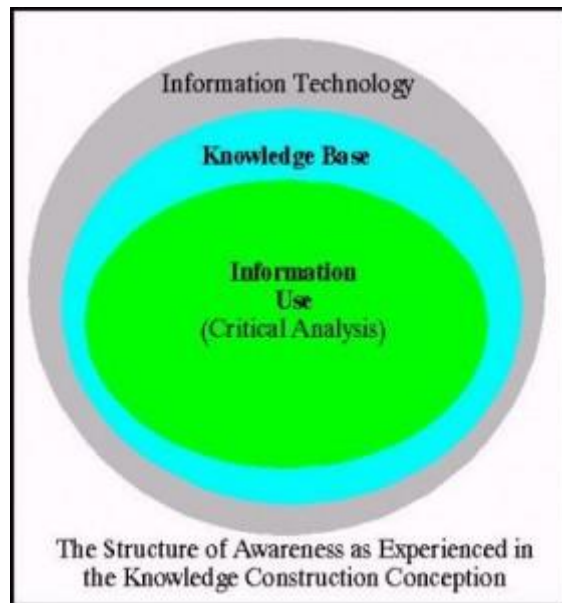 Information Technology
Knowledge Base
Information
Use
(Critical Analysis)
The Structure of Awareness as Experienced in
the Knowledge Construction Conception